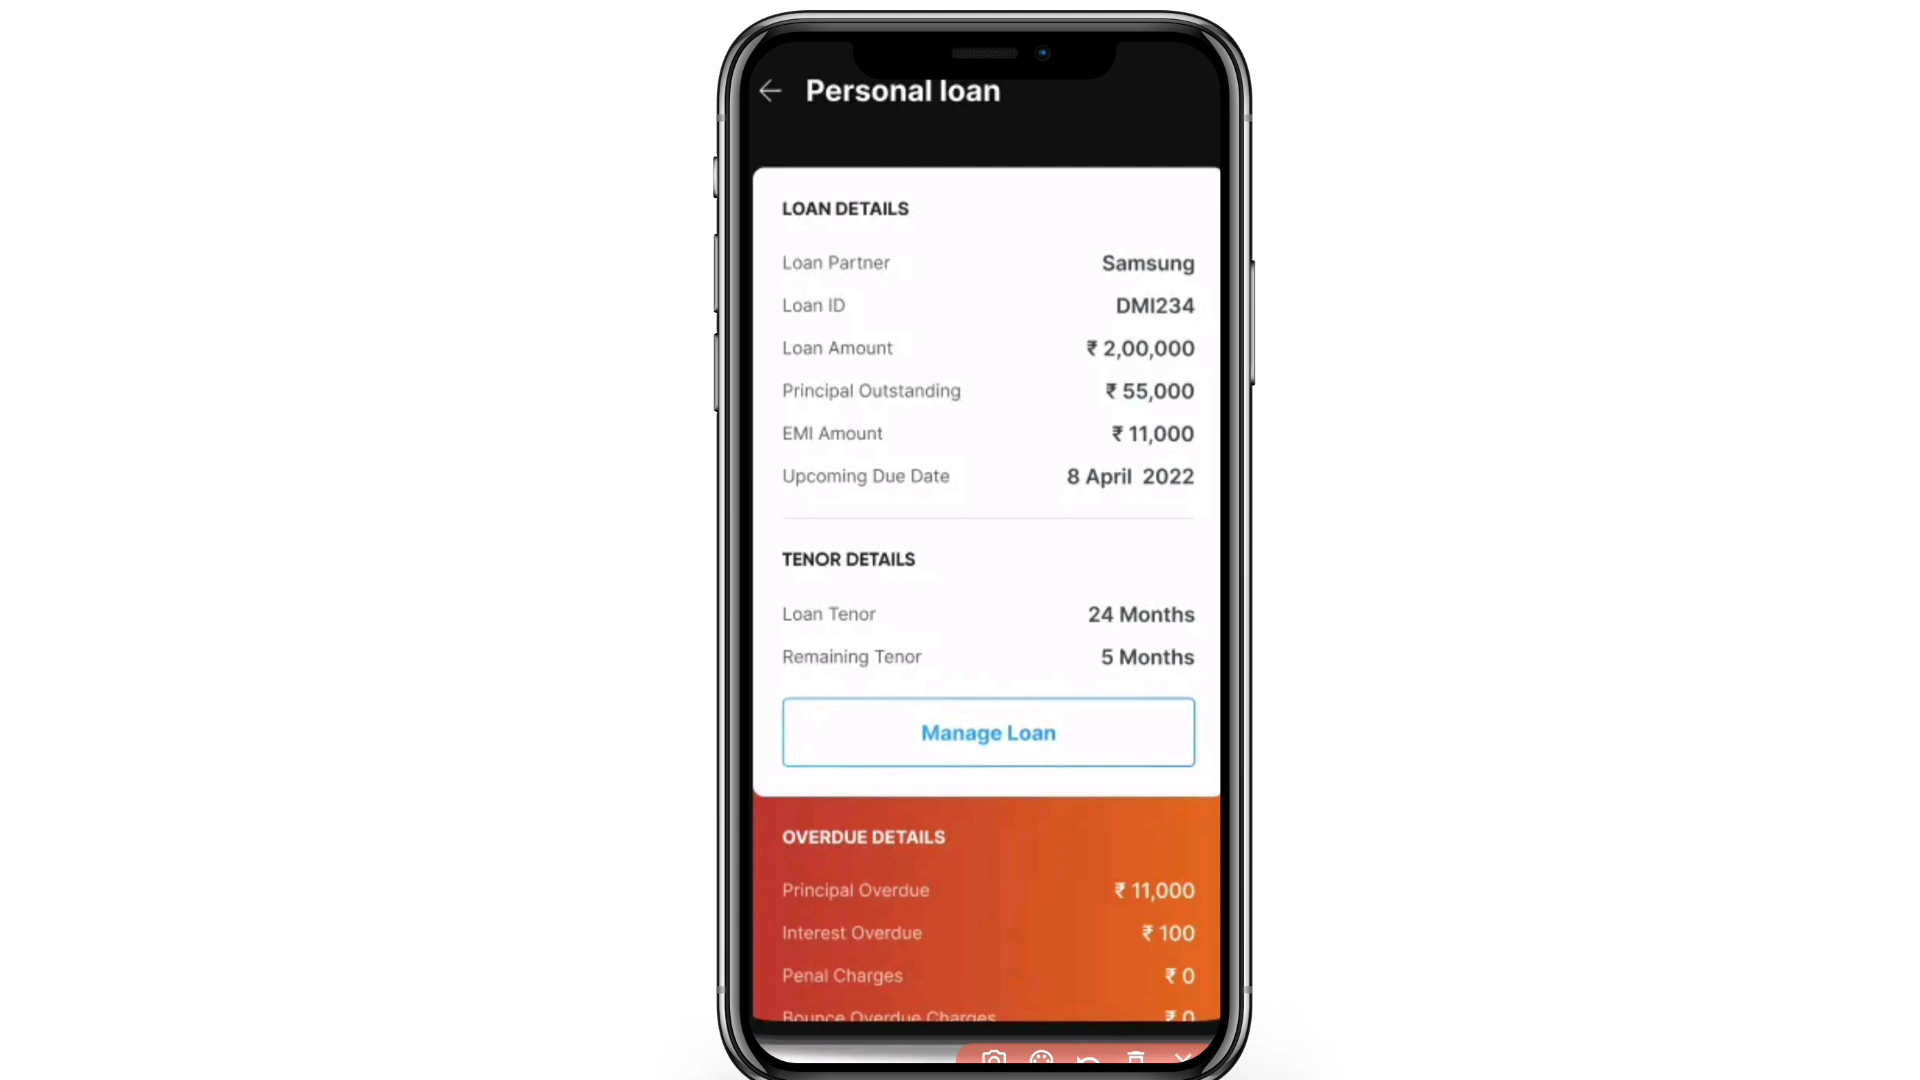 Personal loan
LOAN DETAILS
Loan Partner Samsung
Loan ID DMI234
Loan Amount ₹ 2,00,000
Principal Outstanding ₹ 55,000
EMI Amount ₹ 11,000
Upcoming Due Date 8 April 2022
TENOR DETAILS
Loan Tenor 24 Months
Remaining Tenor 5 Months
Manage Loan
OVERDUE DETAILS
Principal Overdue ₹ 11,000
Interest Overdue ₹ 100
Penal Charges ₹ 0
Bounce Overdue Charges ₹ 0